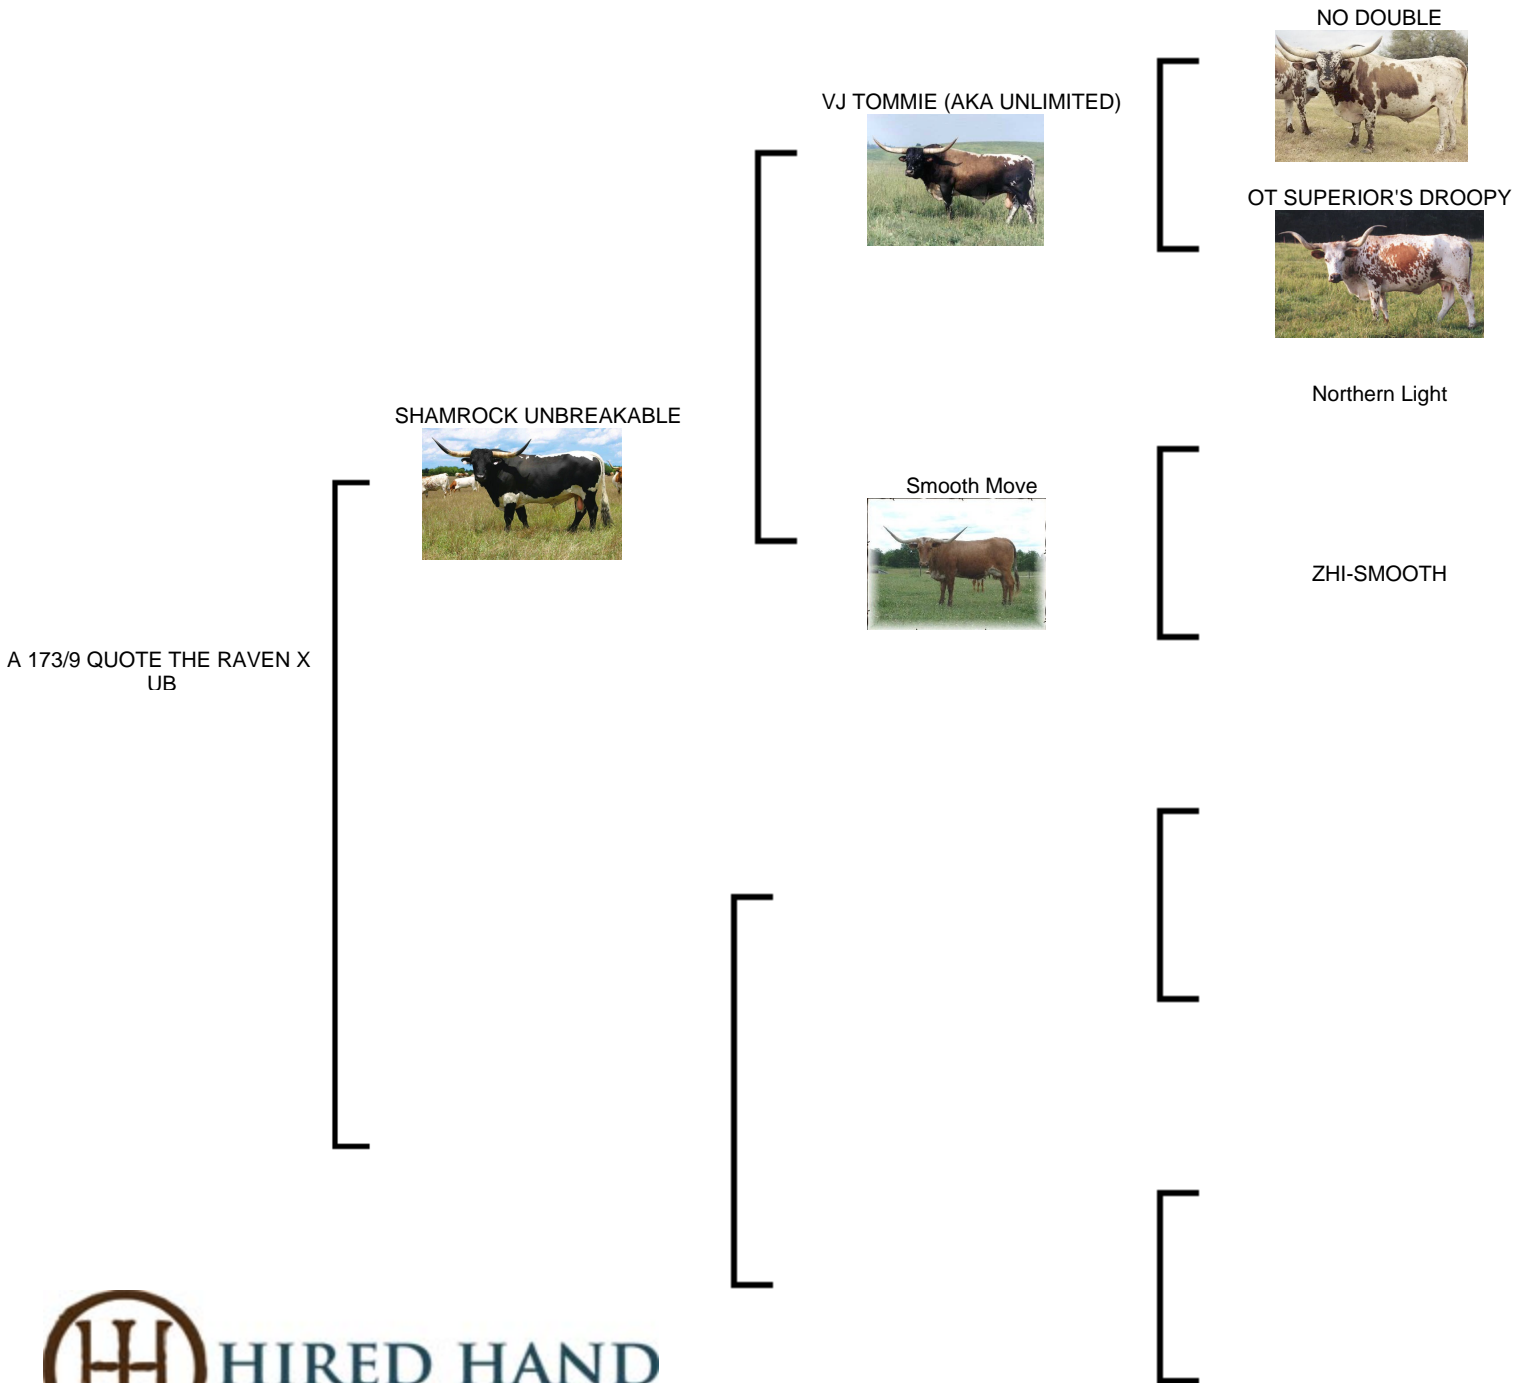 NO DOUBLE
VJ TOMMIE (AKA UNLIMITED)
OT SUPERIOR'S DROOPY
Northern Light
SHAMROCK UNBREAKABLE
Smooth Move
ZHI-SMOOTH
A 173/9 QUOTE THE RAVEN X
UB
HIRED HAND